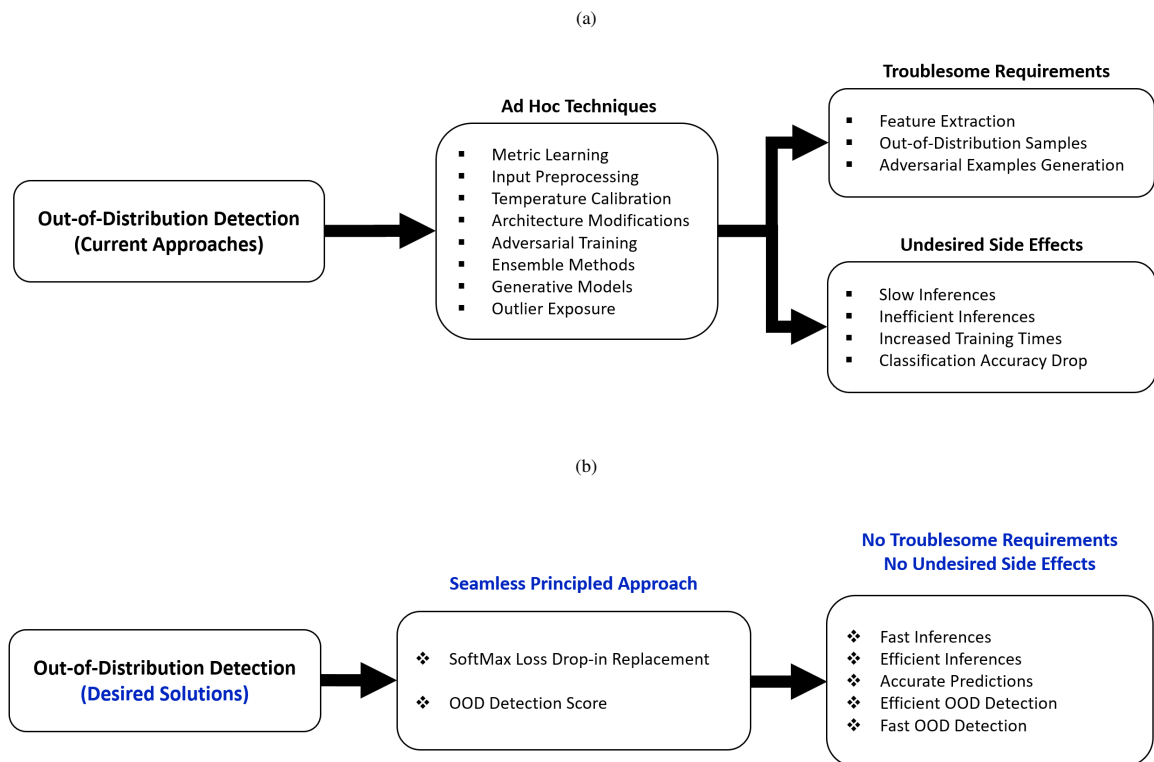 (a)
Out-of-Distribution Detection
(Current Approaches)
Ad Hoc Techniques
▪ Metric Learning
▪ Input Preprocessing
▪ Temperature Calibration
▪ Architecture Modifications
▪ Adversarial Training
▪ Ensemble Methods
▪ Generative Models
▪ Outlier Exposure
Troublesome Requirements
▪ Feature Extraction
▪ Out-of-Distribution Samples
▪ Adversarial Examples Generation
Undesired Side Effects
▪ Slow Inferences
▪ Inefficient Inferences
▪ Increased Training Times
▪ Classification Accuracy Drop
(b)
Out-of-Distribution Detection
(Desired Solutions)
Seamless Principled Approach
❖ SoftMax Loss Drop-in Replacement
❖ OOD Detection Score
No Troublesome Requirements
No Undesired Side Effects
❖ Fast Inferences
❖ Efficient Inferences
❖ Accurate Predictions
❖ Efficient OOD Detection
❖ Fast OOD Detection